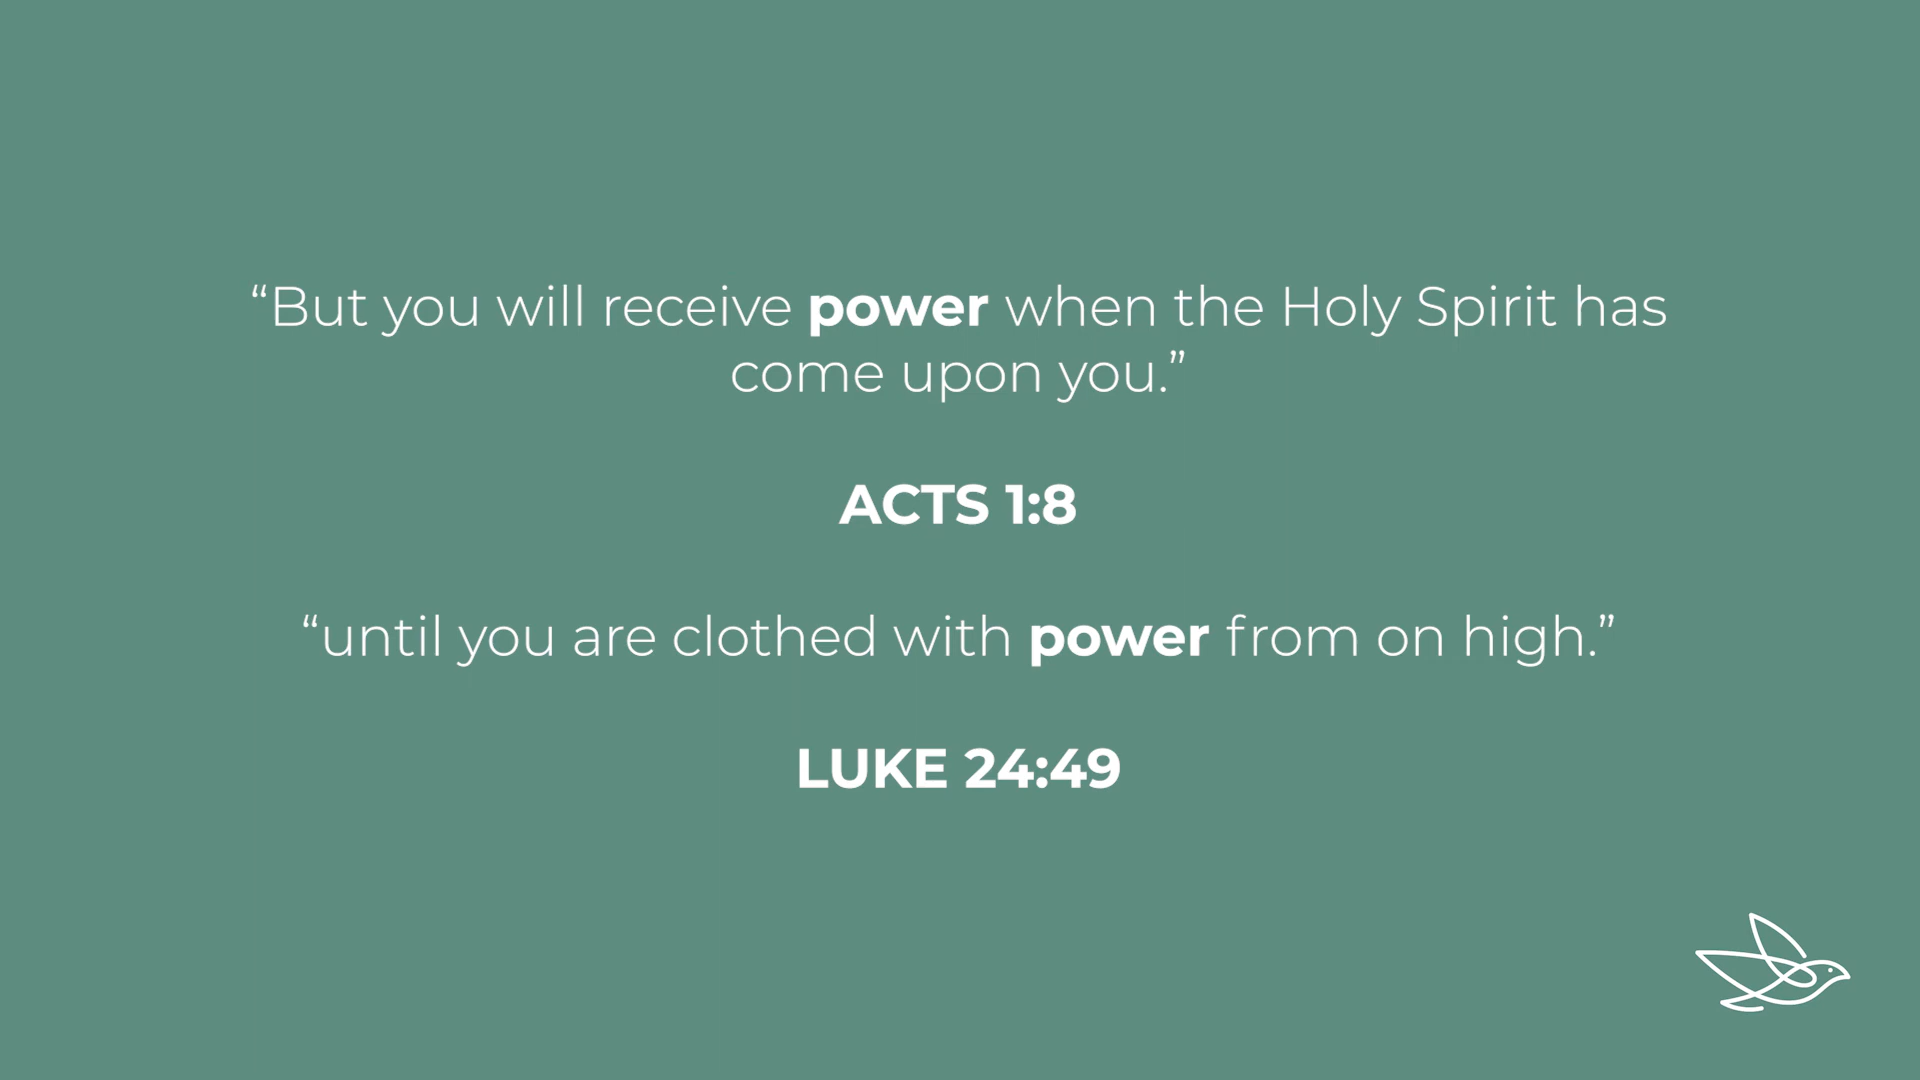 “But you will receive power when the Holy Spirit has
come upon you.”
ACTS 1:8
“until you are clothed with power from on high.”
LUKE 24:49